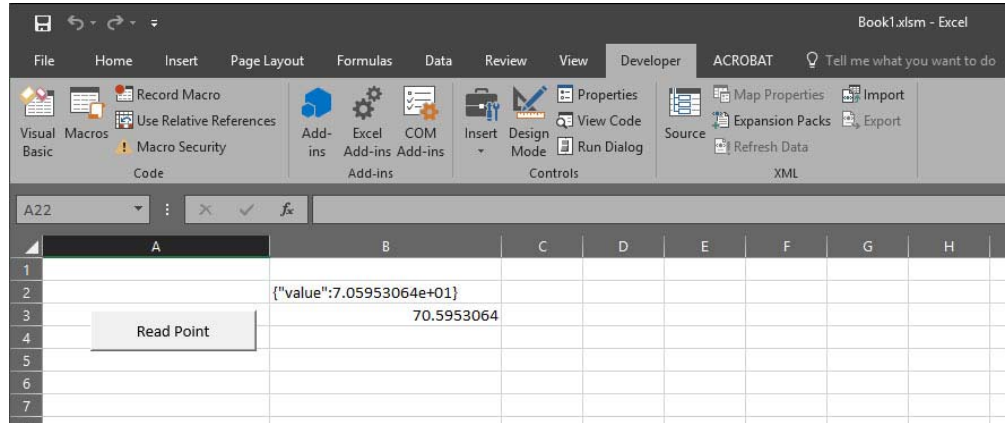 Book1.xlsm - Excel
File Home Insert Page Layout Formulas Data Review View Developer ACROBAT Tell me what you want to do
Visual Basic
Macros
Record Macro
Use Relative References
Macro Security
Code
Add-ins
Excel Add-ins
COM Add-ins
Add-ins
Insert
Design Mode
Properties
View Code
Run Dialog
Controls
Source
Map Properties
Expansion Packs
Refresh Data
Import
Export
XML
A22
fx
A B C D E F G H
1
2 {"value":7.05953064e+01}
3 70.5953064
Read Point
4
5
6
7